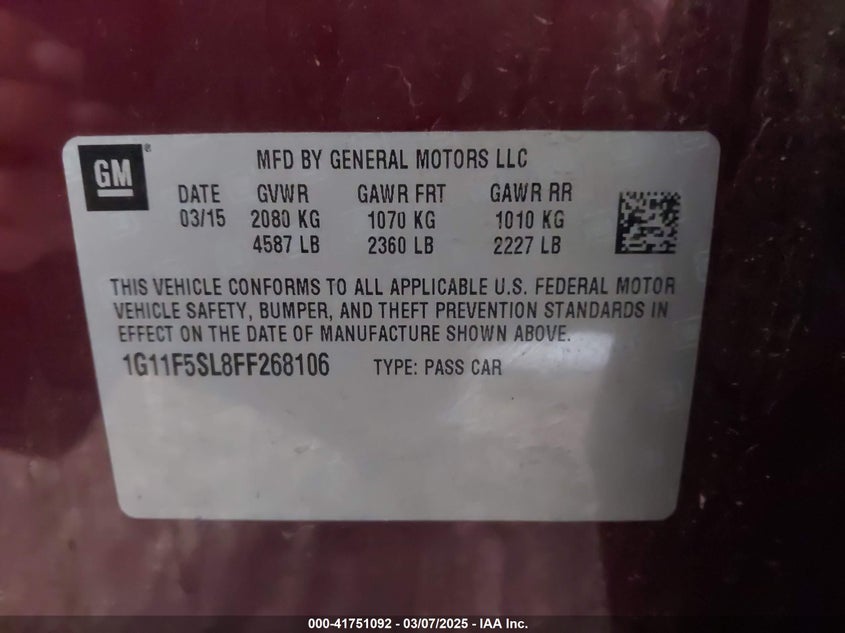 GM®
MFD BY GENERAL MOTORS LLC
DATE GVWR GAWR FRT GAWR RR
03/15 2080 KG 1070 KG 1010 KG
4587 LB 2360 LB 2227 LB
THIS VEHICLE CONFORMS TO ALL APPLICABLE U.S. FEDERAL MOTOR
VEHICLE SAFETY, BUMPER, AND THEFT PREVENTION STANDARDS IN
EFFECT ON THE DATE OF MANUFACTURE SHOWN ABOVE.
1G11F5SL8FF268106 TYPE: PASS CAR
000-41751092 - 03/07/2025 - IAA Inc.